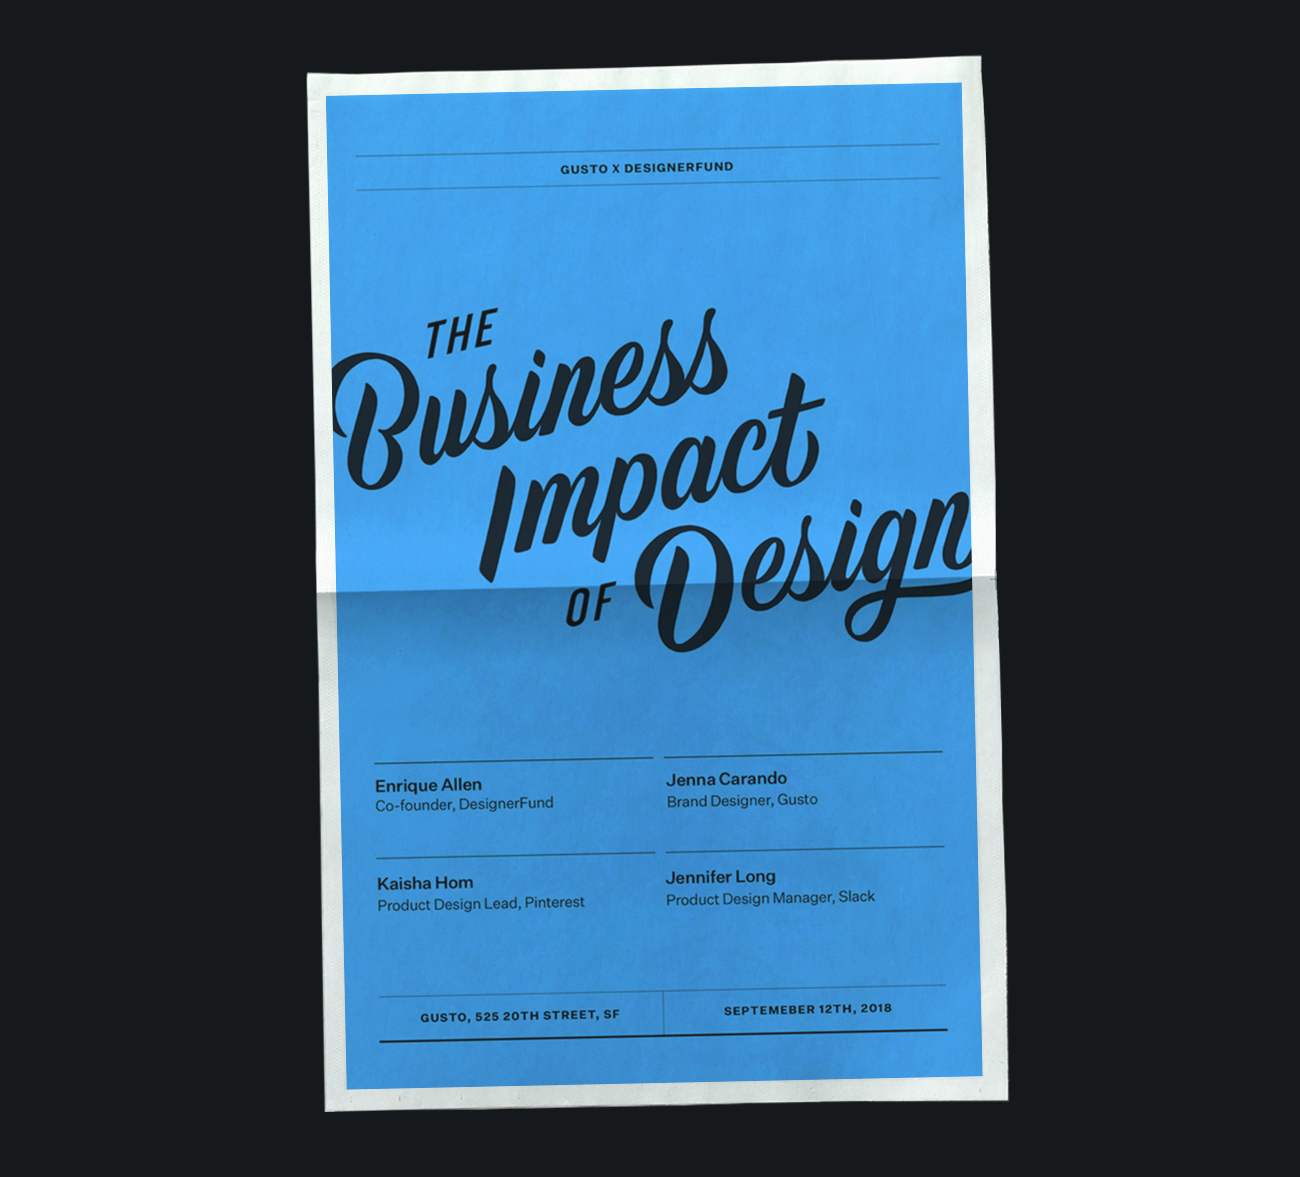 GUSTO X DESIGNERFUND
THE
Business
Impact
OF Design
Enrique Allen
Co-founder, DesignerFund
Jenna Carando
Brand Designer, Gusto
Kaisha Hom
Product Design Lead, Pinterest
Jennifer Long
Product Design Manager, Slack
GUSTO, 525 20TH STREET, SF
SEPTEMEBER 12TH, 2018